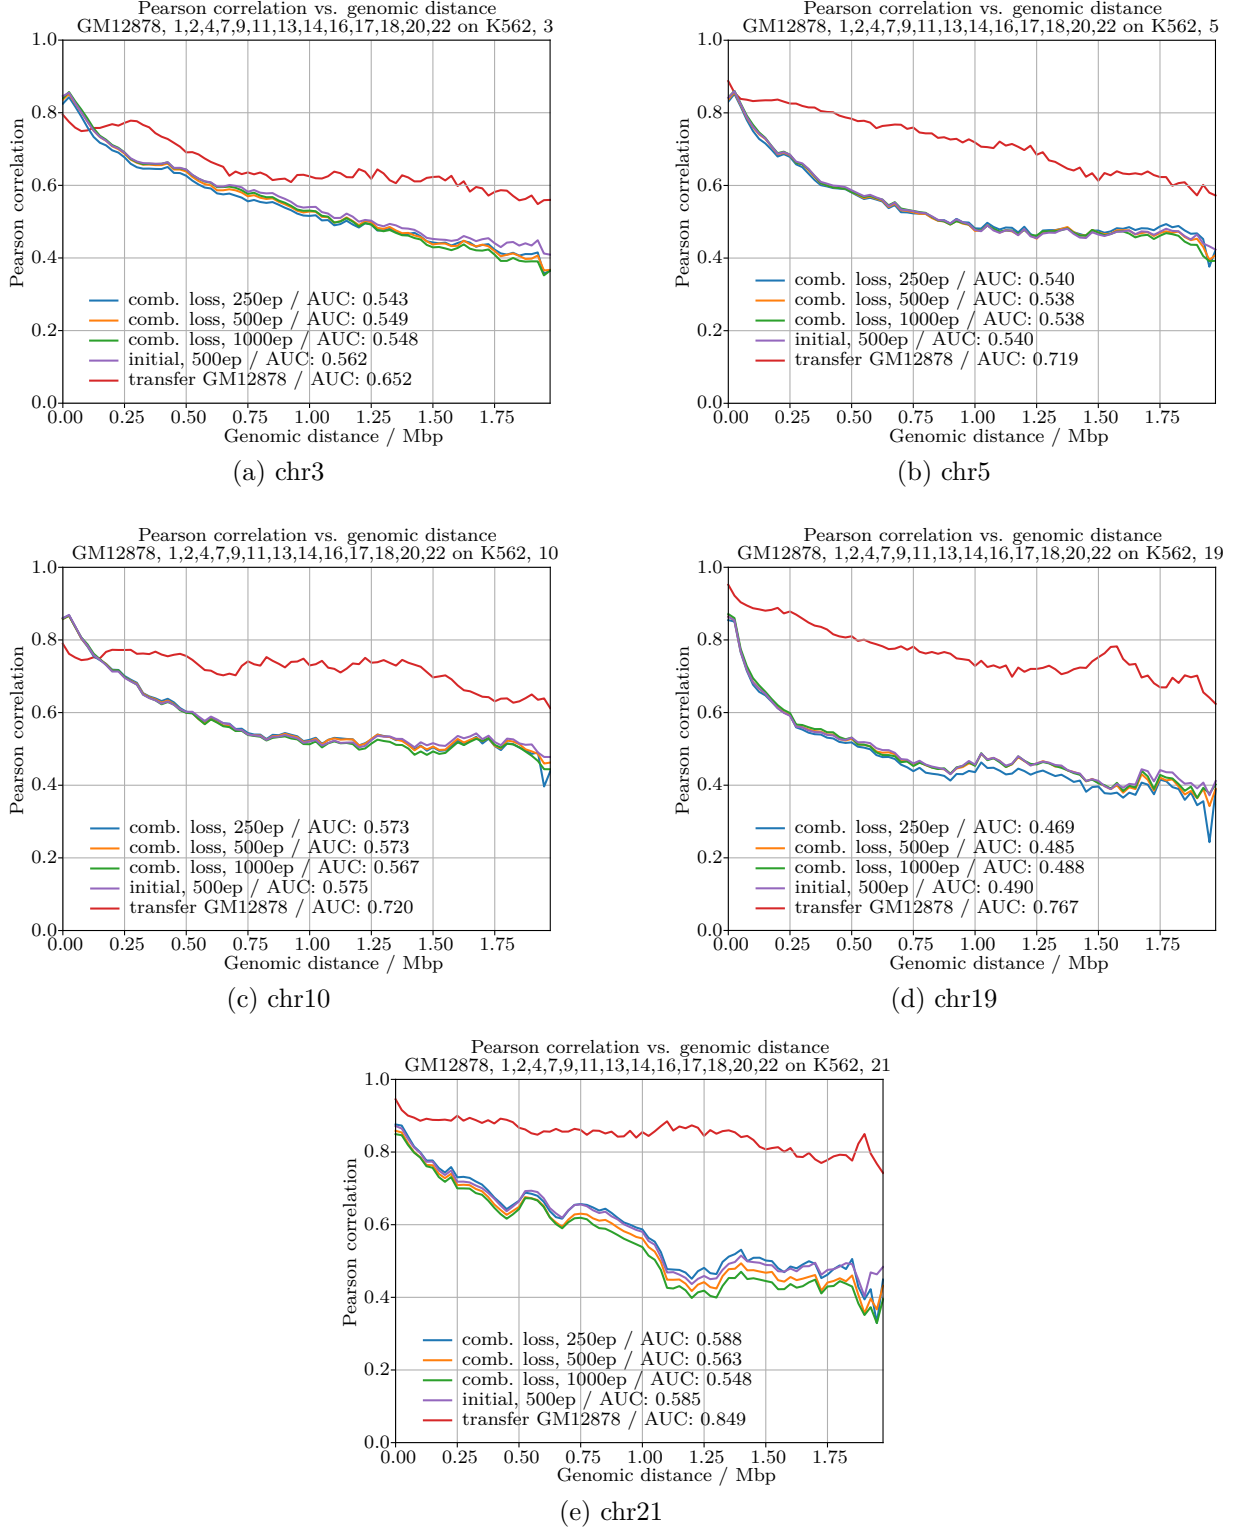 Pearson correlation vs. genomic distance
GM12878, 1,2,4,7,9,11,13,14,16,17,18,20,22 on K562, 3
1.0
0.8
0.6
0.4
0.2
0.0
Pearson correlation
comb. loss, 250ep / AUC: 0.543
comb. loss, 500ep / AUC: 0.549
comb. loss, 1000ep / AUC: 0.548
initial, 500ep / AUC: 0.562
transfer GM12878 / AUC: 0.652
0.00 0.25 0.50 0.75 1.00 1.25 1.50 1.75
Genomic distance / Mbp
(a) chr3
Pearson correlation vs. genomic distance
GM12878, 1,2,4,7,9,11,13,14,16,17,18,20,22 on K562, 5
1.0
0.8
0.6
0.4
0.2
0.0
Pearson correlation
comb. loss, 250ep / AUC: 0.540
comb. loss, 500ep / AUC: 0.538
comb. loss, 1000ep / AUC: 0.538
initial, 500ep / AUC: 0.540
transfer GM12878 / AUC: 0.719
0.00 0.25 0.50 0.75 1.00 1.25 1.50 1.75
Genomic distance / Mbp
(b) chr5
Pearson correlation vs. genomic distance
GM12878, 1,2,4,7,9,11,13,14,16,17,18,20,22 on K562, 10
1.0
0.8
0.6
0.4
0.2
0.0
Pearson correlation
comb. loss, 250ep / AUC: 0.573
comb. loss, 500ep / AUC: 0.573
comb. loss, 1000ep / AUC: 0.567
initial, 500ep / AUC: 0.575
transfer GM12878 / AUC: 0.720
0.00 0.25 0.50 0.75 1.00 1.25 1.50 1.75
Genomic distance / Mbp
(c) chr10
Pearson correlation vs. genomic distance
GM12878, 1,2,4,7,9,11,13,14,16,17,18,20,22 on K562, 19
1.0
0.8
0.6
0.4
0.2
0.0
Pearson correlation
comb. loss, 250ep / AUC: 0.469
comb. loss, 500ep / AUC: 0.485
comb. loss, 1000ep / AUC: 0.488
initial, 500ep / AUC: 0.490
transfer GM12878 / AUC: 0.767
0.00 0.25 0.50 0.75 1.00 1.25 1.50 1.75
Genomic distance / Mbp
(d) chr19
Pearson correlation vs. genomic distance
GM12878, 1,2,4,7,9,11,13,14,16,17,18,20,22 on K562, 21
1.0
0.8
0.6
0.4
0.2
0.0
Pearson correlation
comb. loss, 250ep / AUC: 0.588
comb. loss, 500ep / AUC: 0.563
comb. loss, 1000ep / AUC: 0.548
initial, 500ep / AUC: 0.585
transfer GM12878 / AUC: 0.849
0.00 0.25 0.50 0.75 1.00 1.25 1.50 1.75
Genomic distance / Mbp
(e) chr21